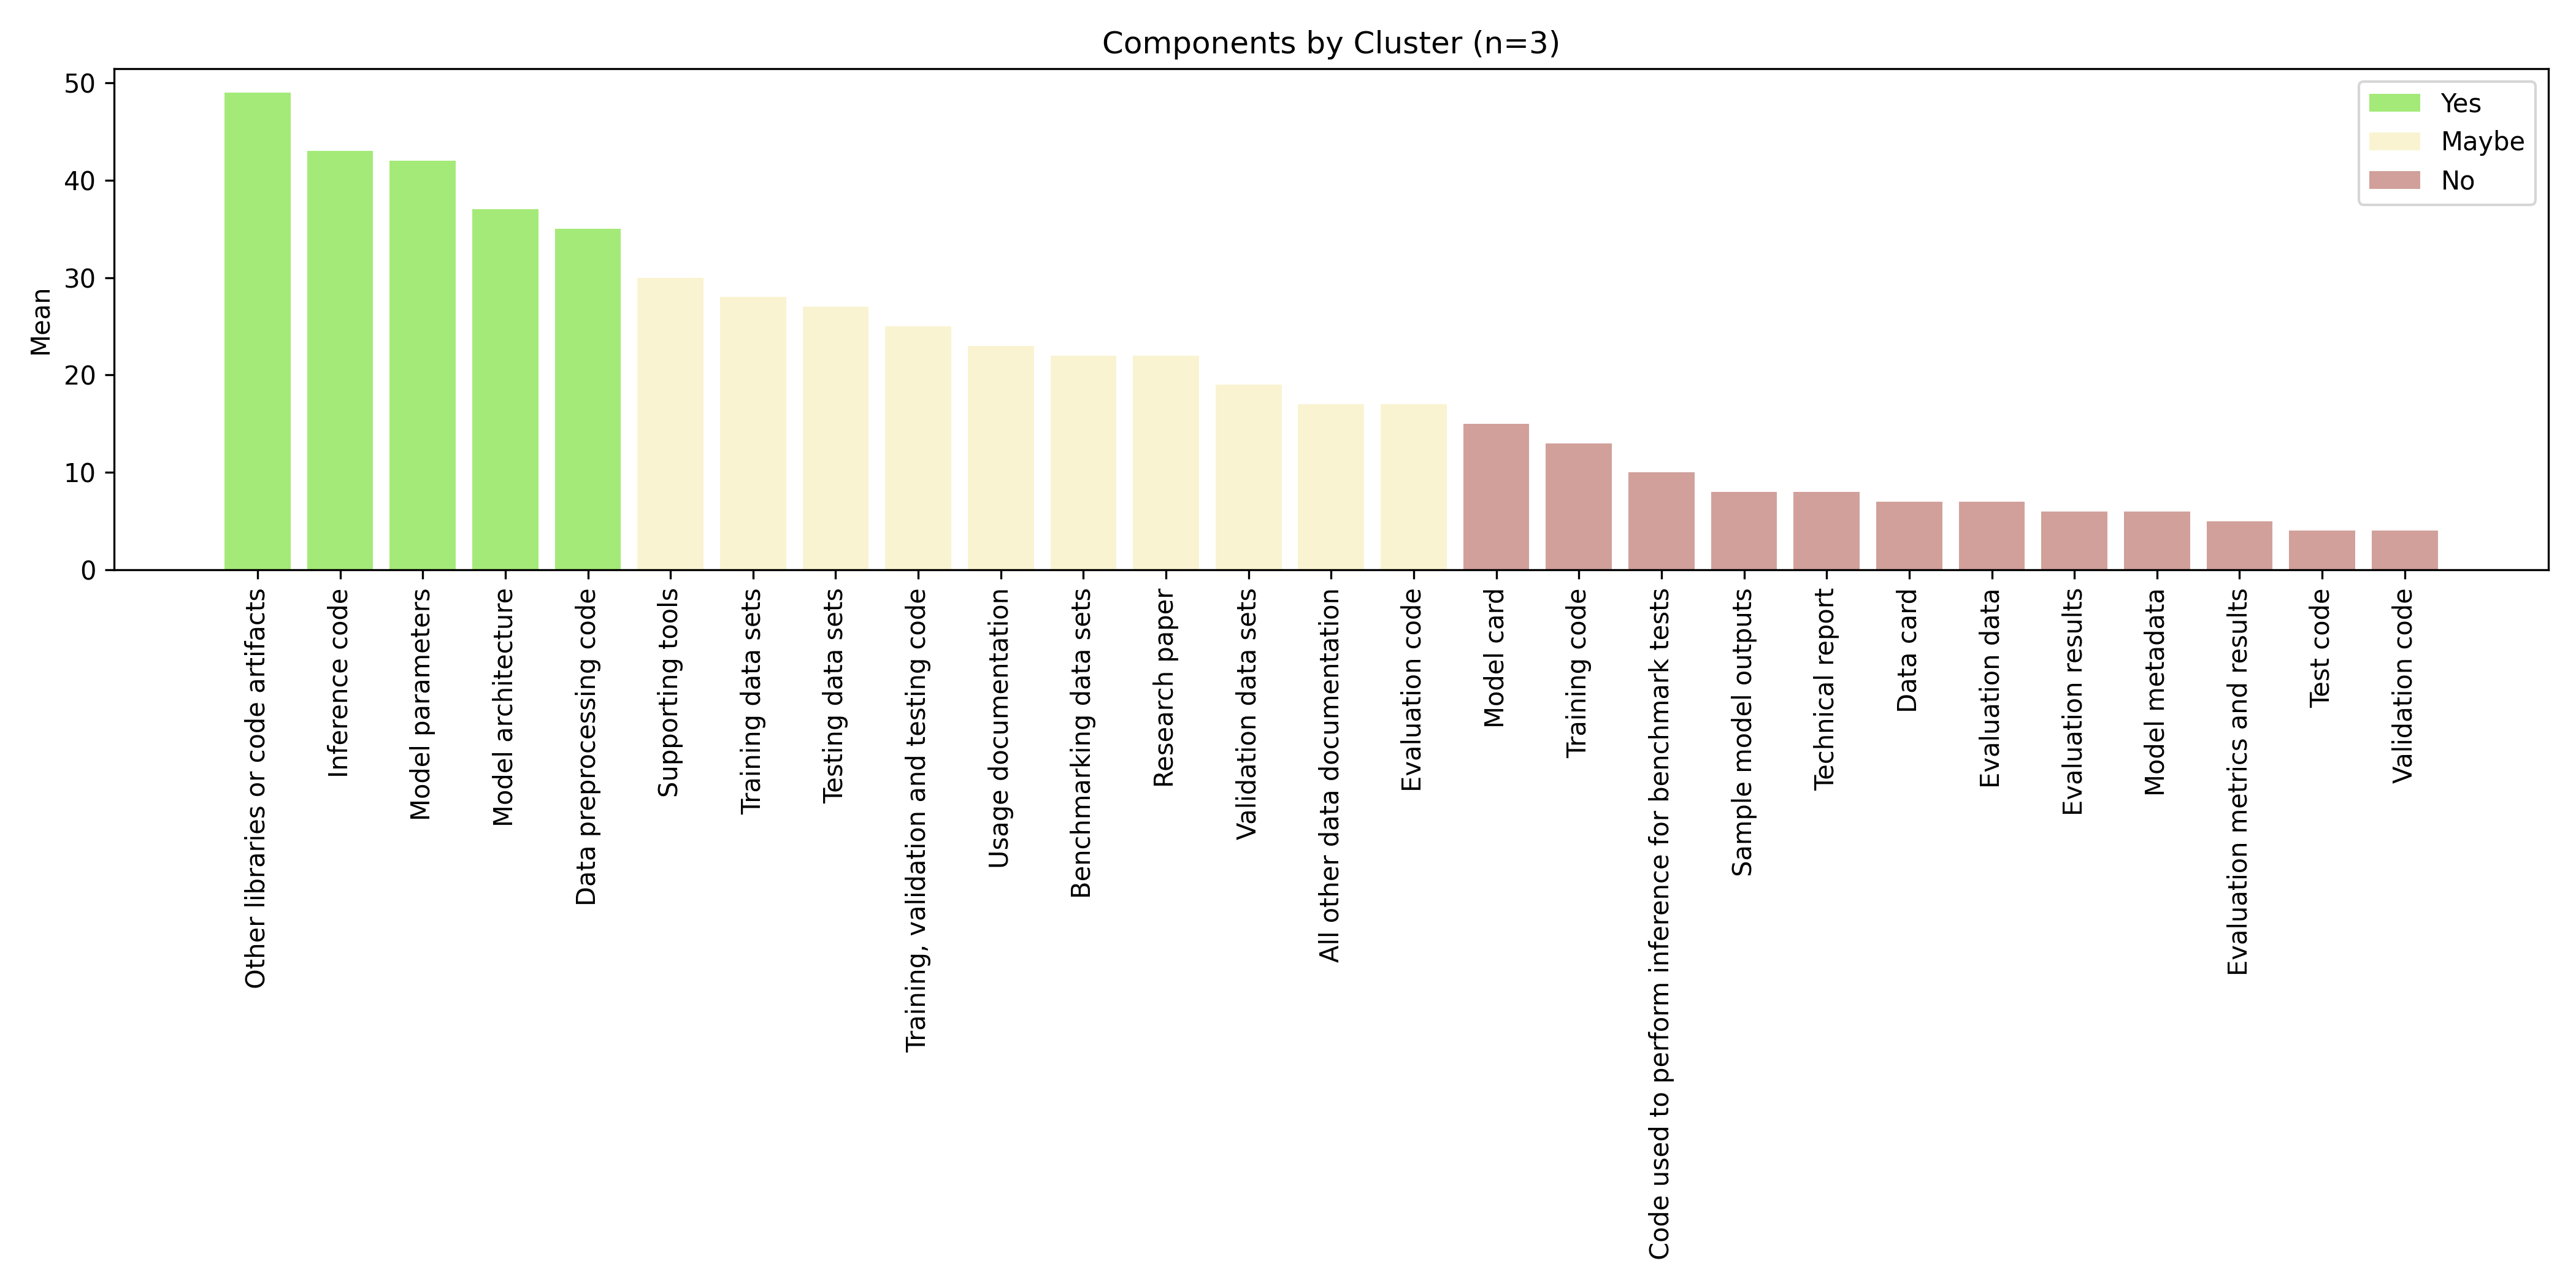 Components by Cluster (n=3)
Yes
Maybe
No
Mean
50
40
30
20
10
0
Other libraries or code artifacts
Inference code
Model parameters
Model architecture
Data preprocessing code
Supporting tools
Training data sets
Testing data sets
Training, validation and testing code
Usage documentation
Benchmarking data sets
Research paper
Validation data sets
All other data documentation
Evaluation code
Model card
Training code
Code used to perform inference for benchmark tests
Sample model outputs
Technical report
Data card
Evaluation data
Evaluation results
Model metadata
Evaluation metrics and results
Test code
Validation code